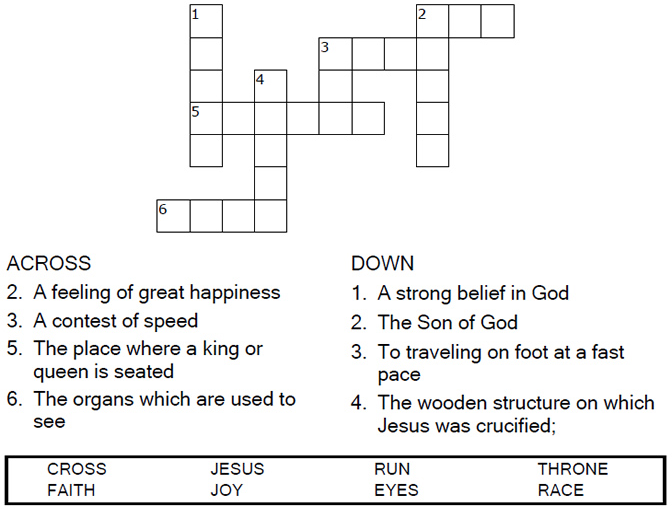 1
2
3
4
5
6
ACROSS
2. A feeling of great happiness
3. A contest of speed
5. The place where a king or
queen is seated
6. The organs which are used to
see
DOWN
1. A strong belief in God
2. The Son of God
3. To traveling on foot at a fast
pace
4. The wooden structure on which
Jesus was crucified;
CROSS JESUS RUN THRONE
FAITH JOY EYES RACE